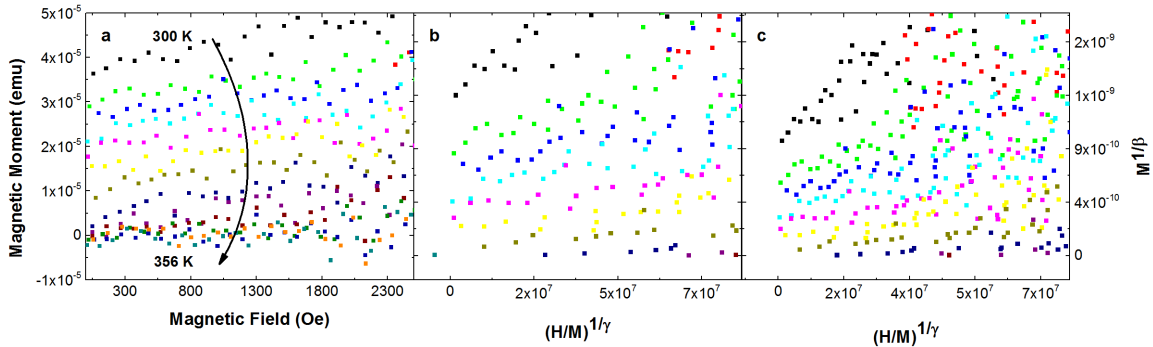 a
b
c
300 K
356 K
Magnetic Moment (emu)
5x10⁻⁵
4x10⁻⁵
3x10⁻⁵
2x10⁻⁵
1x10⁻⁵
0
-1x10⁻⁵
300 900 1300 1800 2300
Magnetic Field (Oe)
0 2x10⁷ 5x10⁷ 7x10⁷
(H/M)^1/γ
0 2x10⁷ 4x10⁷ 5x10⁷ 7x10⁷
(H/M)^1/γ
2x10⁻⁹
1x10⁻⁹
9x10⁻¹⁰
4x10⁻¹⁰
0
M^1/β